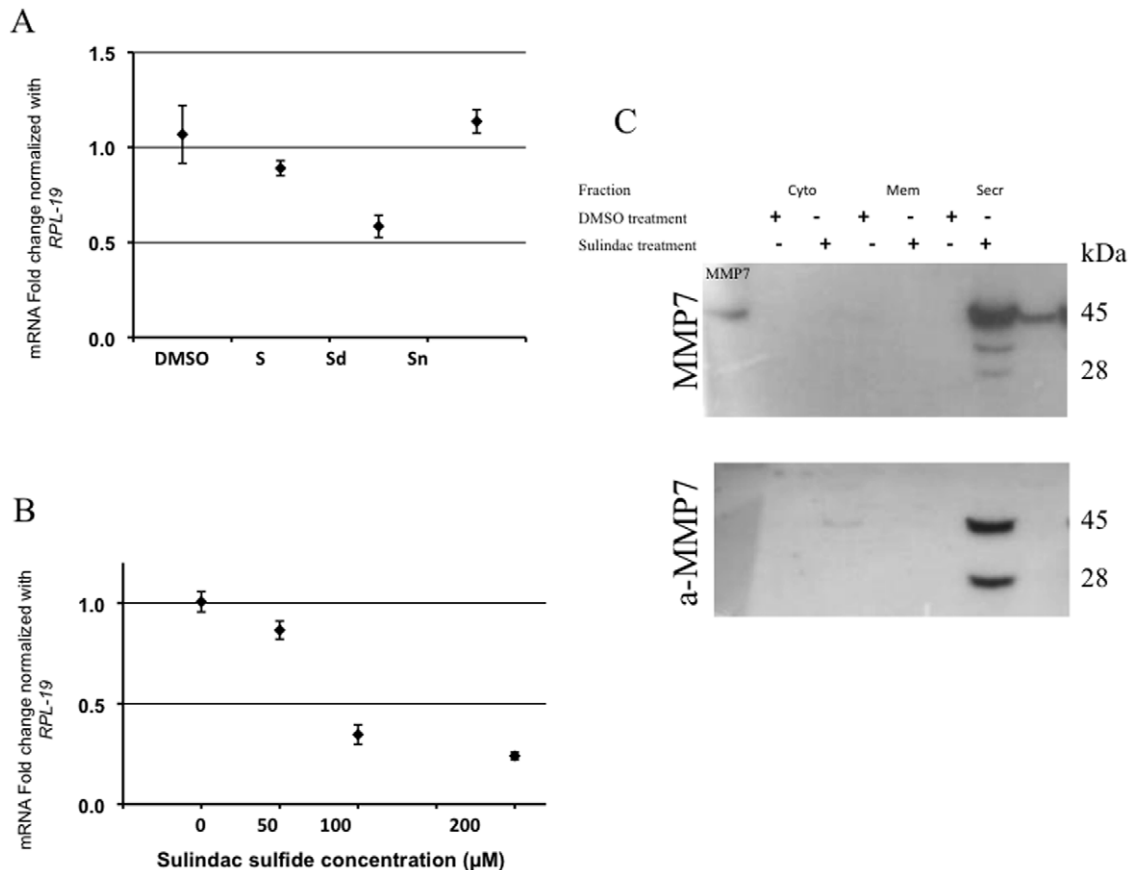 A
mRNA Fold change normalized with
RPL-19
1.5
1.0
0.5
0.0
DMSO S Sd Sn
B
mRNA Fold change normalized with
RPL-19
1.0
0.5
0.0
0 50 100 200
Sulindac sulfide concentration (µM)
C
Fraction Cyto Mem Secr
DMSO treatment + - + - + -
Sulindac treatment - + - + - +
kDa
MMP7
MMP7
45
28
a-MMP7
45
28